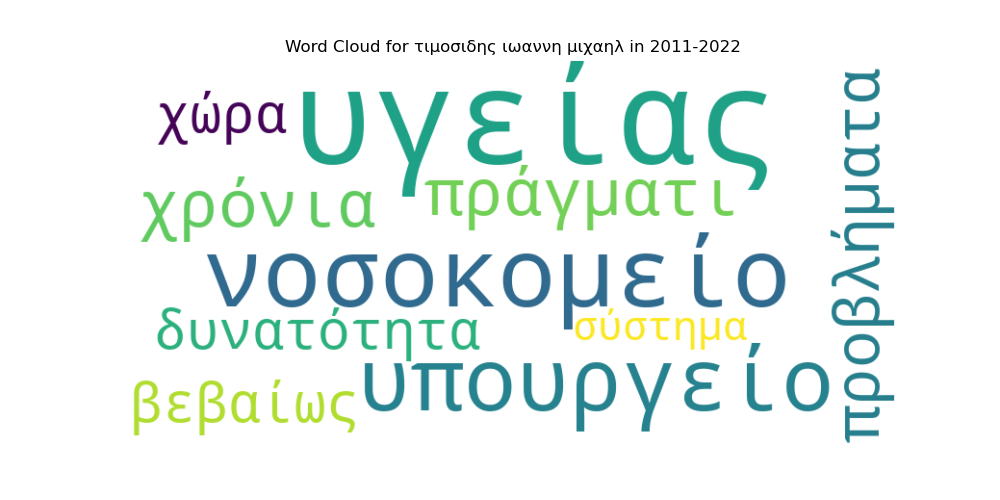 Word Cloud for τιμοσιδης ιωαννη μιχαηλ in 2011-2022
χώρα
υγείας
χρόνια
πράγματι
νοσοκομείο
δυνατότητα
σύστημα
βεβαίως
υπουργείο
προβλήματα